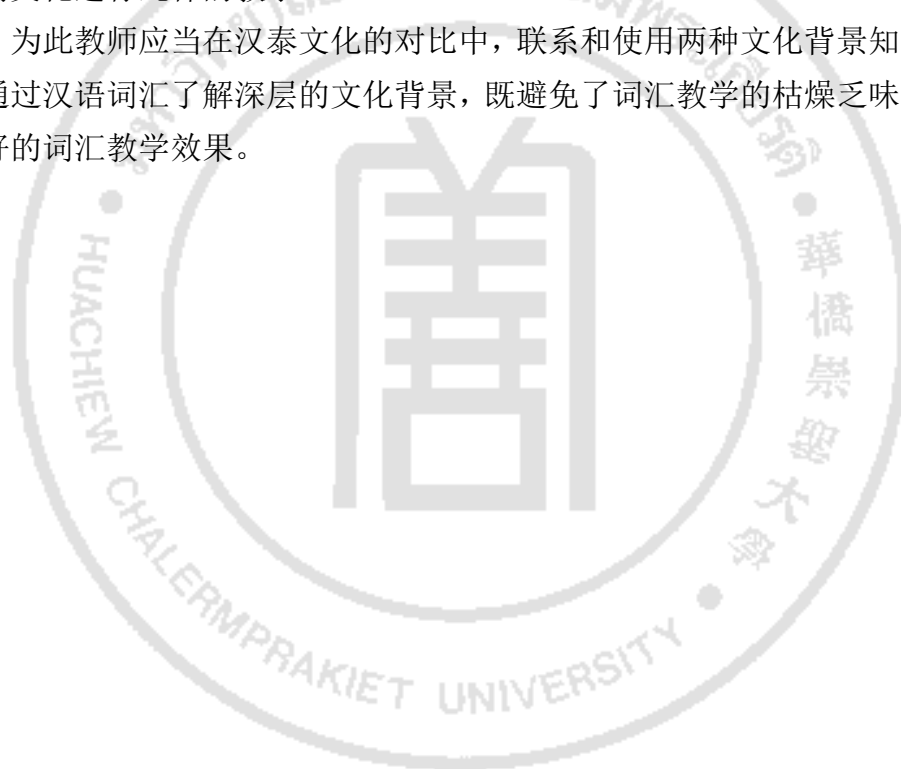 为此教师应当在汉泰文化的对比中，联系和使用两种文化背景知
通过汉语词汇了解深层的文化背景，既避免了词汇教学的枯燥乏味
好的词汇教学效果。
HUACHIEW CHALERMPRAKIET UNIVERSITY
華僑崇聖大學